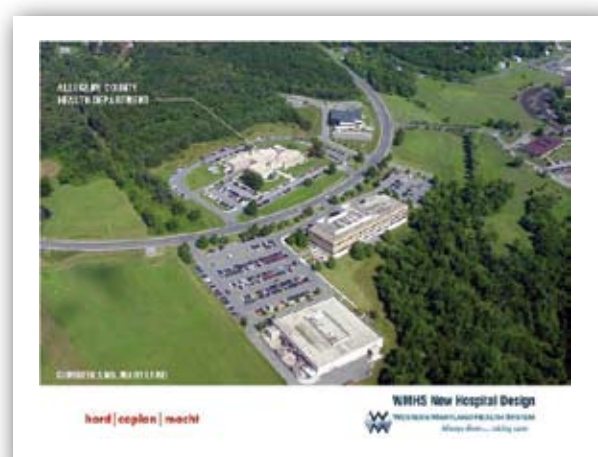 ALLEGANY COUNTY
HEALTH DEPARTMENT
CUMBERLAND, MARYLAND
hord | coplan | macht
WMHS New Hospital Design
WESTERN MARYLAND HEALTH SYSTEM